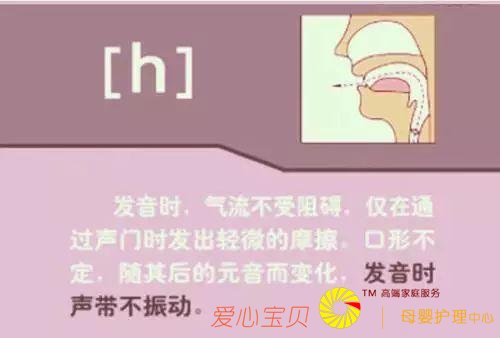 [h]
发音时，气流不受阻碍，仅在通
过声门时发出轻微的摩擦。口形不
定，随其后的元音而变化，发音时
声带不振动。
爱心宝贝
TM 高端家庭服务
母婴护理中心